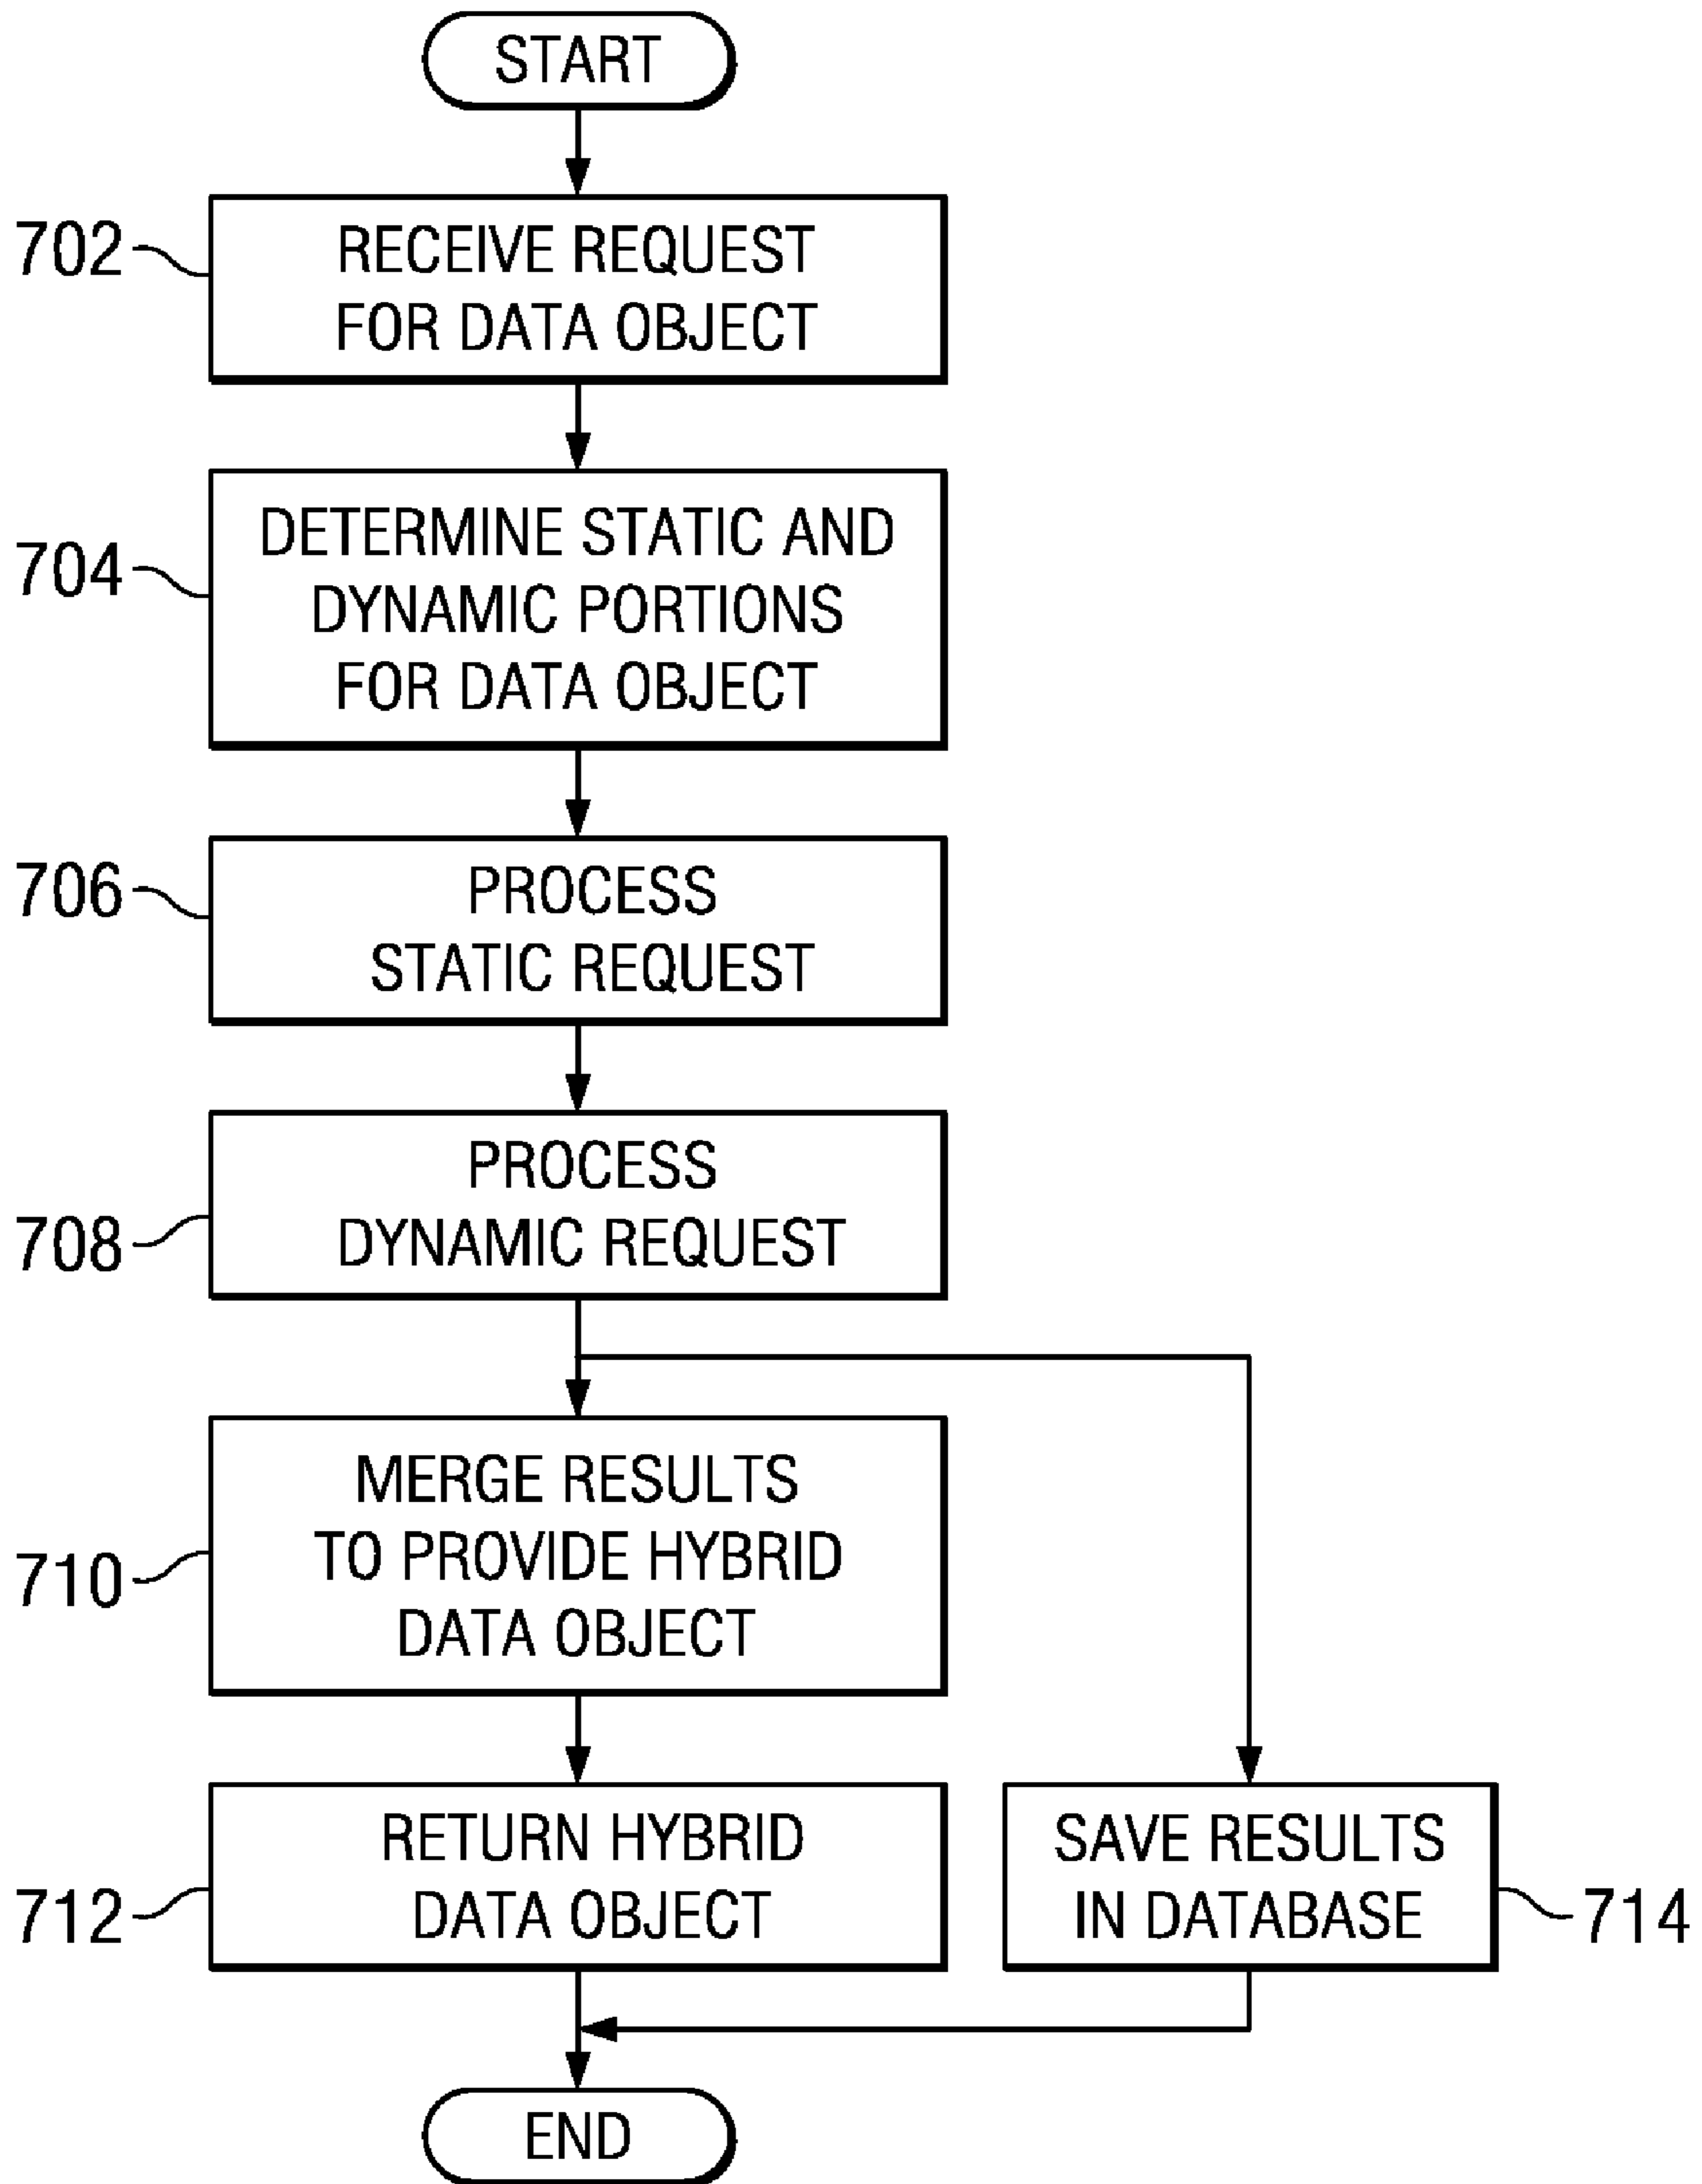 START
702
RECEIVE REQUEST
FOR DATA OBJECT
704
DETERMINE STATIC AND
DYNAMIC PORTIONS
FOR DATA OBJECT
706
PROCESS
STATIC REQUEST
708
PROCESS
DYNAMIC REQUEST
710
MERGE RESULTS
TO PROVIDE HYBRID
DATA OBJECT
712
RETURN HYBRID
DATA OBJECT
SAVE RESULTS
IN DATABASE
714
END